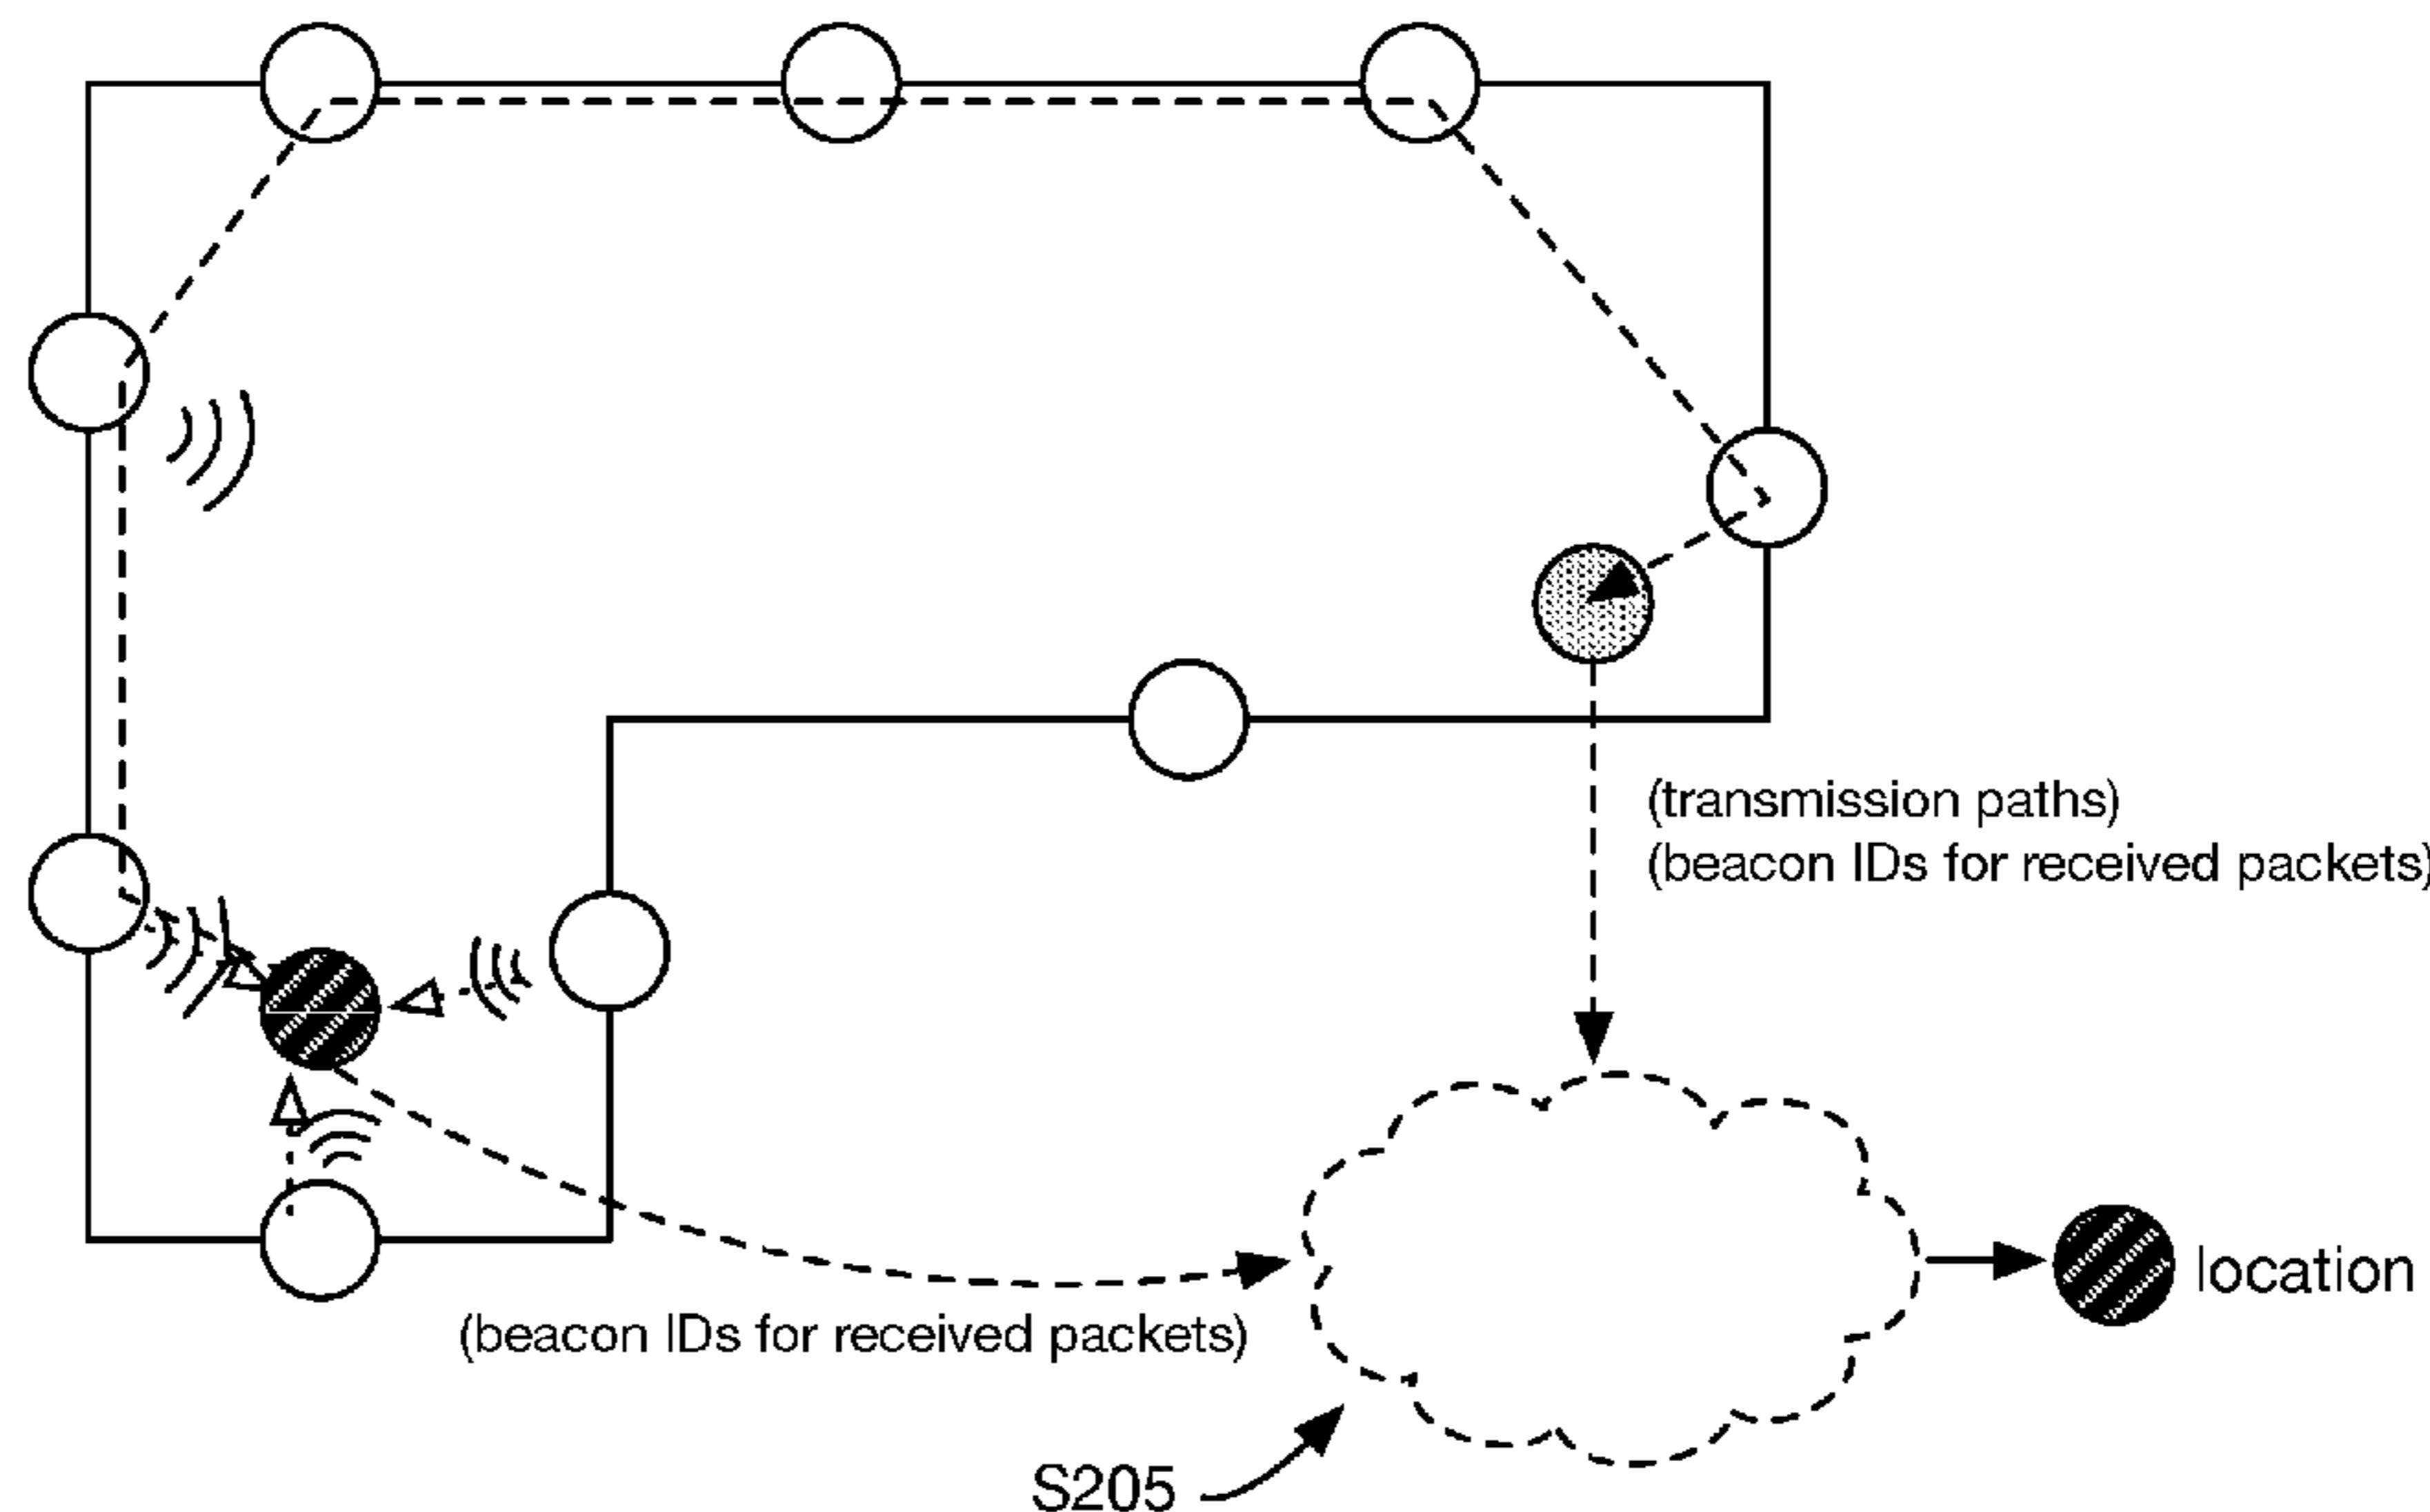 (transmission paths)
(beacon IDs for received packets)
location
(beacon IDs for received packets)
S205